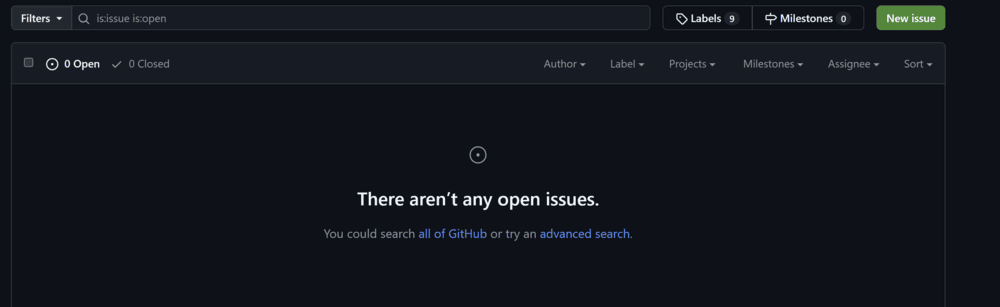 Filters is:issue is:open Labels 9 Milestones 0 New issue
0 Open 0 Closed Author Label Projects Milestones Assignee Sort
There aren’t any open issues.
You could search all of GitHub or try an advanced search.